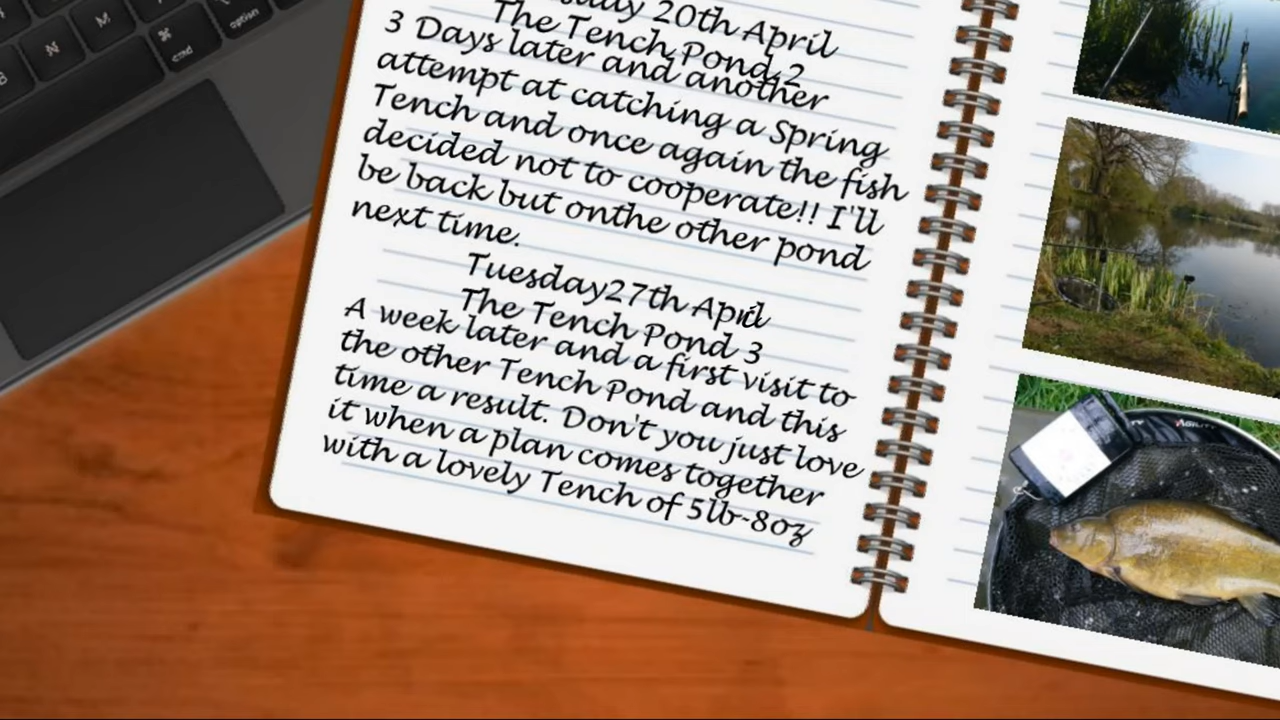 20th April
The Tench Pond 2
3 Days later and another
attempt at catching a Spring
Tench and once again the fish
decided not to cooperate!! I'll
be back but onthe other pond
next time.
Tuesday27th April
The Tench Pond 3
A week later and a first visit to
the other Tench Pond and this
time a result. Don't you just love
it when a plan comes together
with a lovely Tench of 5lb-8oz
N
M
⌘
cmd
option
B
AGILITY